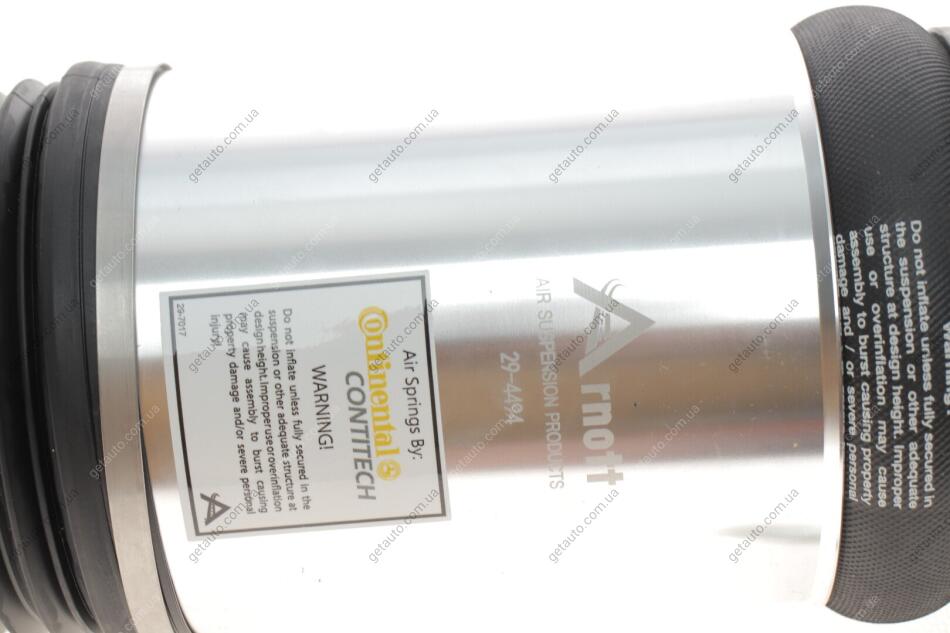 Air Springs By:
Continental
CONTITECH
WARNING!
Do not inflate unless fully secured in the
suspension or other adequate structure at
design height. Improper use or overinflation
may cause assembly to burst causing
property damage and/or severe personal
injury.
29-7017
Arnott
AIR SUSPENSION PRODUCTS
29-4494
Do not inflate unless fully secured in
the suspension or other adequate
structure at design height. Improper
use or overinflation may cause
assembly to burst causing property
damage and / or severe personal
getauto.com.ua